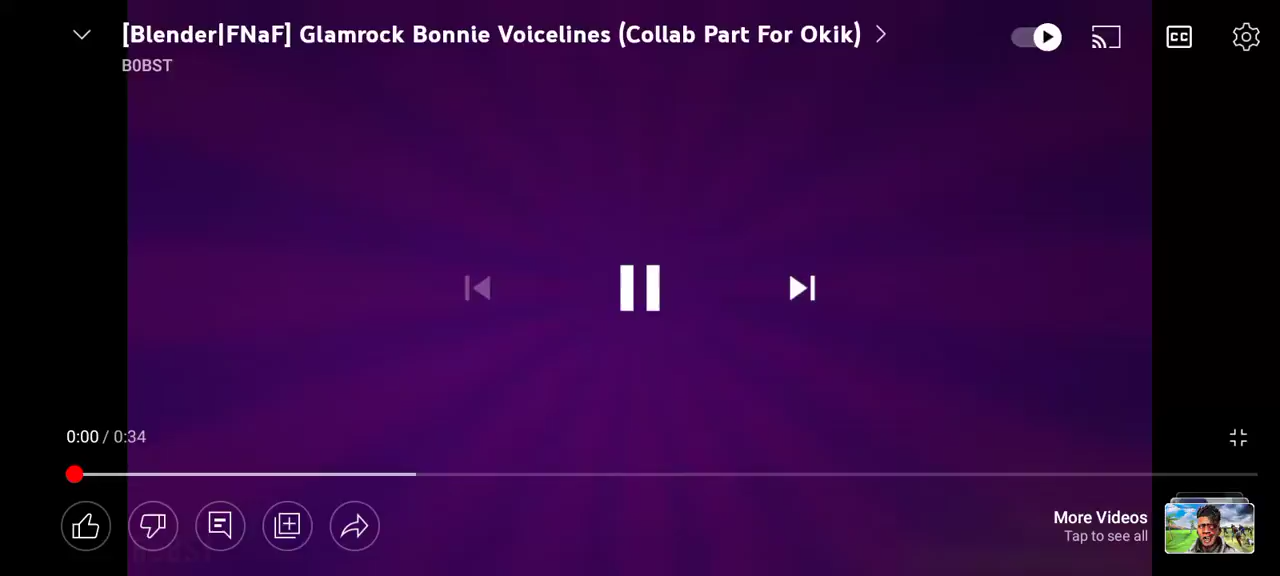 [Blender|FNaF] Glamrock Bonnie Voicelines (Collab Part For Okik)
B0BST
CC
0:00 / 0:34
More Videos
Tap to see all